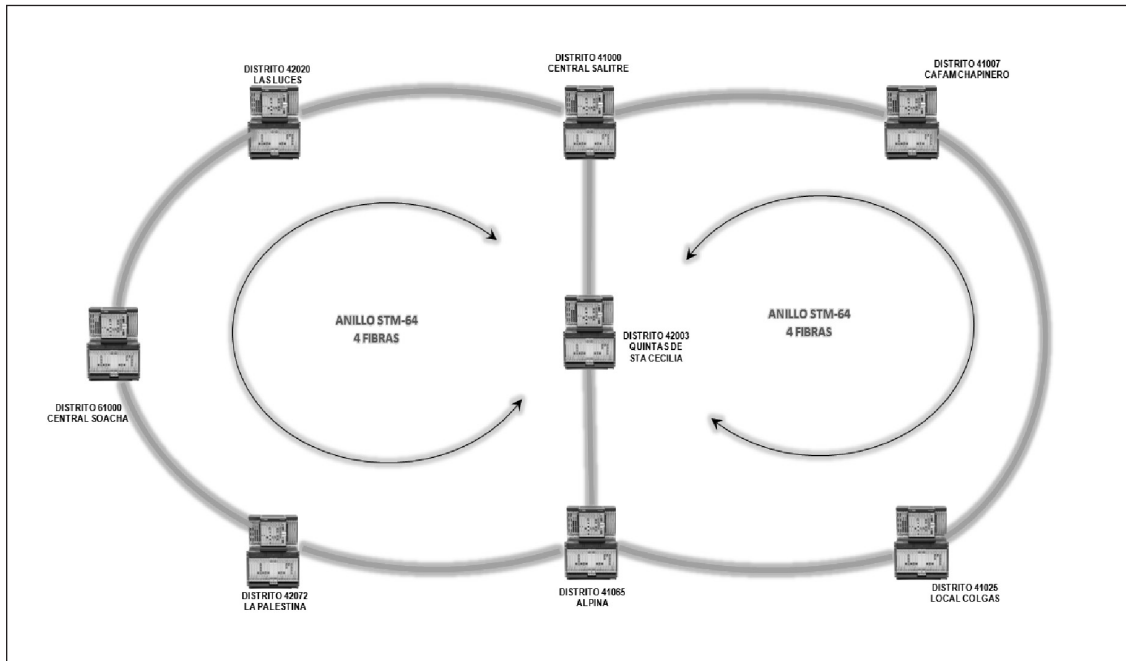 DISTRITO 42020
LAS LUCES
DISTRITO 41000
CENTRAL SALITRE
DISTRITO 41007
CAFAM CHAPINERO
ANILLO STM-64
4 FIBRAS
DISTRITO 42003
QUINTAS DE
STA CECILIA
ANILLO STM-64
4 FIBRAS
DISTRITO 61000
CENTRAL SOACHA
DISTRITO 42072
LA PALESTINA
DISTRITO 41065
ALPINA
DISTRITO 41025
LOCAL COLGAS